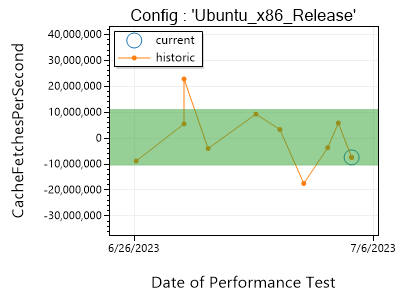 Config : 'Ubuntu_x86_Release'
40,000,000
30,000,000
20,000,000
10,000,000
0
-10,000,000
-20,000,000
-30,000,000
CacheFetchesPerSecond
current
historic
6/26/2023
7/6/2023
Date of Performance Test